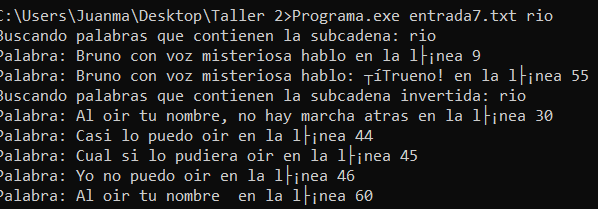 C:\Users\Juanma\Desktop\Taller 2>Programa.exe entrada7.txt rio
Buscando palabras que contienen la subcadena: rio
Palabra: Bruno con voz misteriosa hablo en la l├¡nea 9
Palabra: Bruno con voz misteriosa hablo: ┬íTrueno! en la l├¡nea 55
Buscando palabras que contienen la subcadena invertida: rio
Palabra: Al oir tu nombre, no hay marcha atras en la l├¡nea 30
Palabra: Casi lo puedo oir en la l├¡nea 44
Palabra: Cual si lo pudiera oir en la l├¡nea 45
Palabra: Yo no puedo oir en la l├¡nea 46
Palabra: Al oir tu nombre  en la l├¡nea 60